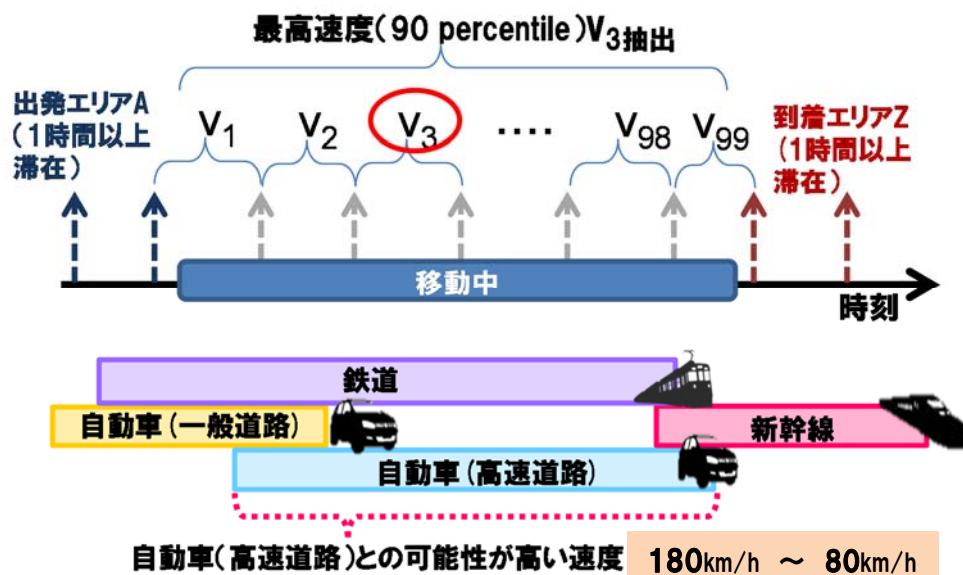 最高速度(90 percentile)V3抽出
出発エリアA
(1時間以上
滞在)
V1
V2
V3
‥‥
V98
V99
到着エリアZ
(1時間以上
滞在)
移動中
時刻
鉄道
自動車(一般道路)
新幹線
自動車(高速道路)
自動車(高速道路)との可能性が高い速度 180km/h ～ 80km/h